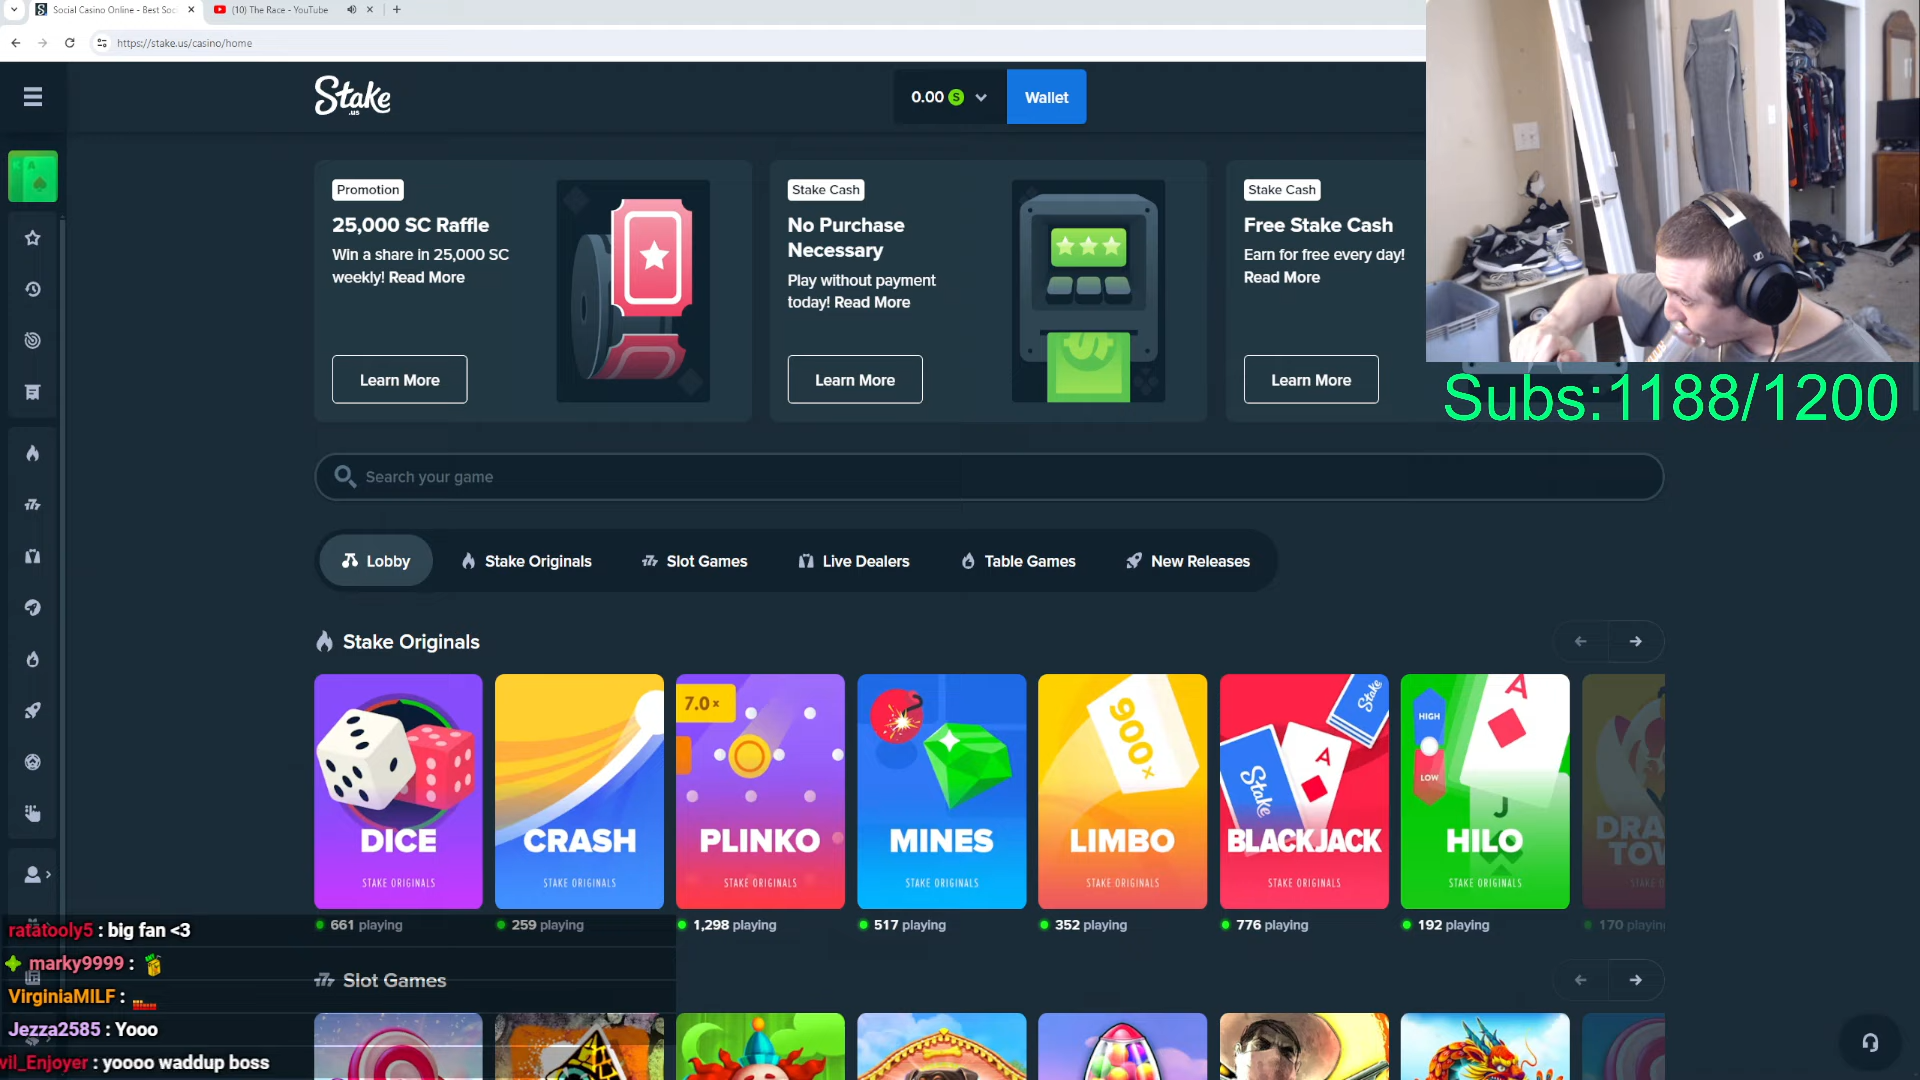 Social Casino Online - Best Soc
(10) The Race - YouTube
https://stake.us/casino/home
Stake
.us
0.00
S
Wallet
Promotion
25,000 SC Raffle
Win a share in 25,000 SC
weekly! Read More
Learn More
Stake Cash
No Purchase
Necessary
Play without payment
today! Read More
Learn More
Stake Cash
Free Stake Cash
Earn for free every day!
Read More
Learn More
Subs:1188/1200
Search your game
Lobby
Stake Originals
Slot Games
Live Dealers
Table Games
New Releases
Stake Originals
DICE
STAKE ORIGINALS
CRASH
STAKE ORIGINALS
7.0×
PLINKO
STAKE ORIGINALS
MINES
STAKE ORIGINALS
900×
LIMBO
STAKE ORIGINALS
Stake
Stake
A
BLACKJACK
STAKE ORIGINALS
HIGH
LOW
A
J
HILO
STAKE ORIGINALS
DRA
TOW
661 playing
259 playing
1,298 playing
517 playing
352 playing
776 playing
192 playing
170 playin
Slot Games
ratatooly5 : big fan <3
marky9999 :
VirginiaMILF :
Jezza2585 : Yooo
vil_Enjoyer : yoooo waddup boss